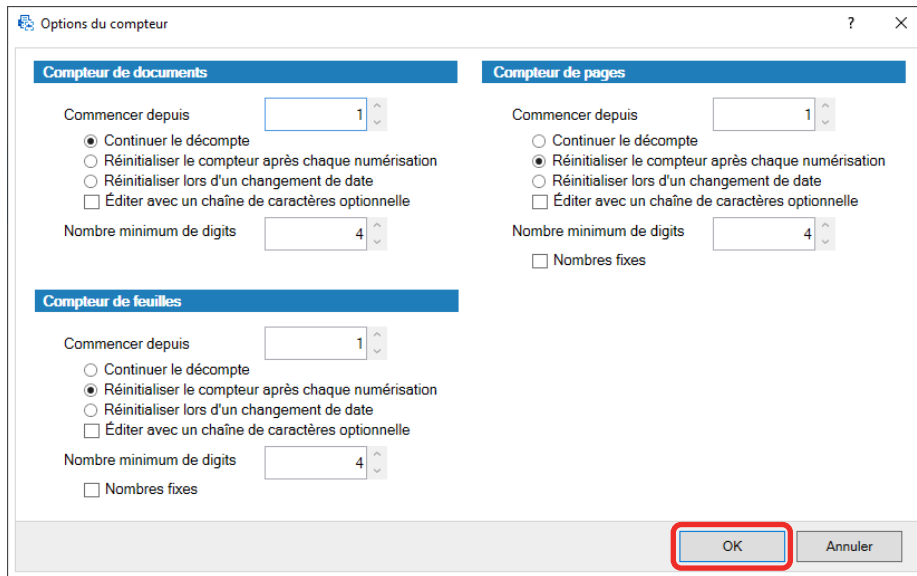 Options du compteur
?
Compteur de documents
Commencer depuis 1
Continuer le décompte
Réinitialiser le compteur après chaque numérisation
Réinitialiser lors d'un changement de date
Éditer avec un chaîne de caractères optionnelle
Nombre minimum de digits 4
Compteur de pages
Commencer depuis 1
Continuer le décompte
Réinitialiser le compteur après chaque numérisation
Réinitialiser lors d'un changement de date
Éditer avec un chaîne de caractères optionnelle
Nombre minimum de digits 4
Nombres fixes
Compteur de feuilles
Commencer depuis 1
Continuer le décompte
Réinitialiser le compteur après chaque numérisation
Réinitialiser lors d'un changement de date
Éditer avec un chaîne de caractères optionnelle
Nombre minimum de digits 4
Nombres fixes
OK Annuler